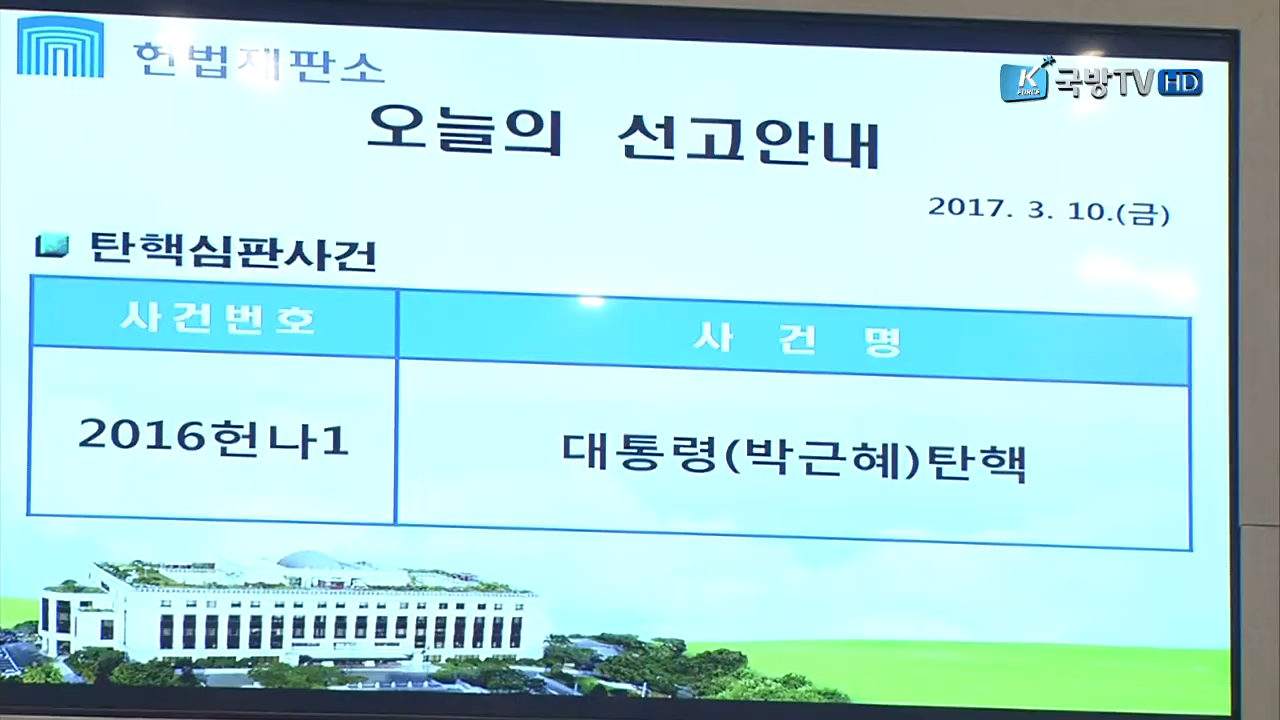 헌법재판소
K FORCE 국방TV HD
오늘의 선고안내
2017. 3. 10.(금)
탄핵심판사건
사건번호 사 건 명
2016헌나1 대통령(박근혜)탄핵